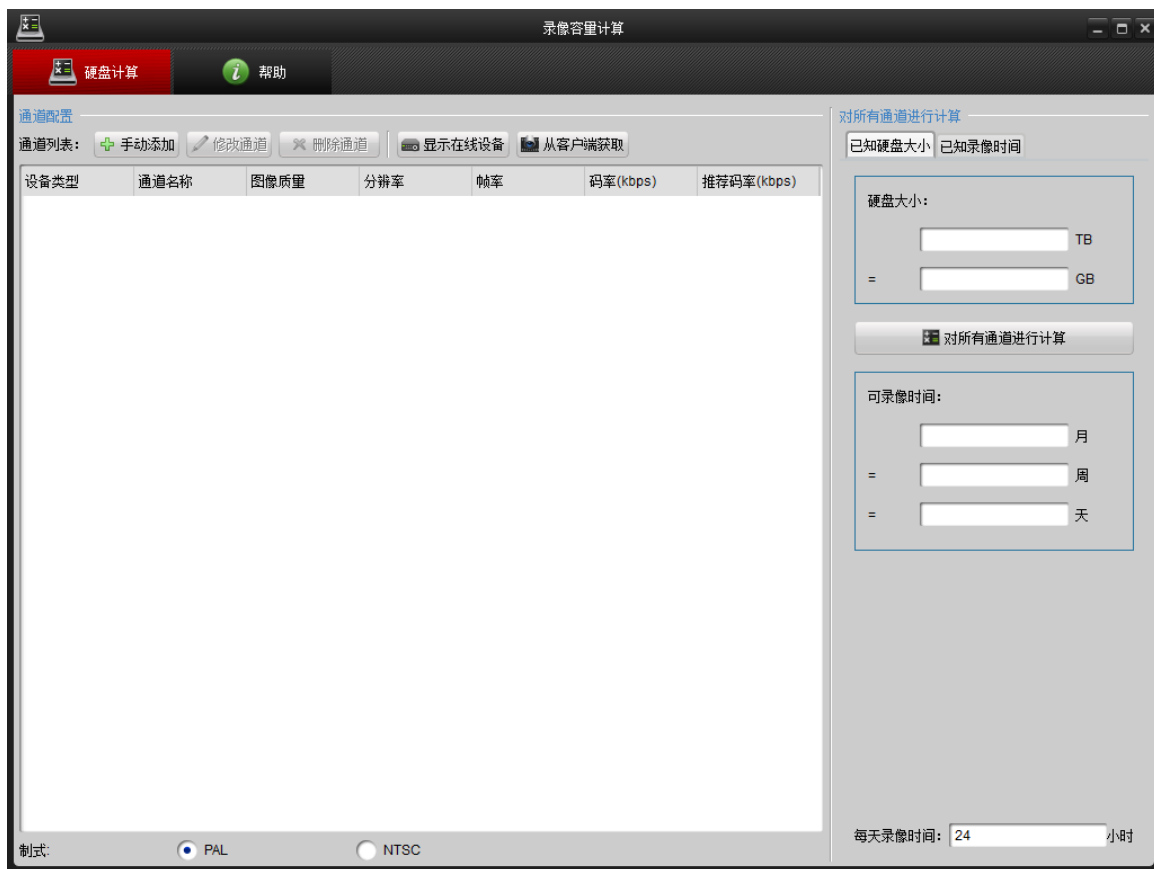 录像容量计算
硬盘计算 帮助
通道配置
通道列表： 手动添加 修改通道 删除通道 显示在线设备 从客户端获取
设备类型 通道名称 图像质量 分辨率 帧率 码率(kbps) 推荐码率(kbps)
制式: PAL NTSC
对所有通道进行计算
已知硬盘大小 已知录像时间
硬盘大小：
TB
= GB
对所有通道进行计算
可录像时间：
月
= 周
= 天
每天录像时间： 24 小时